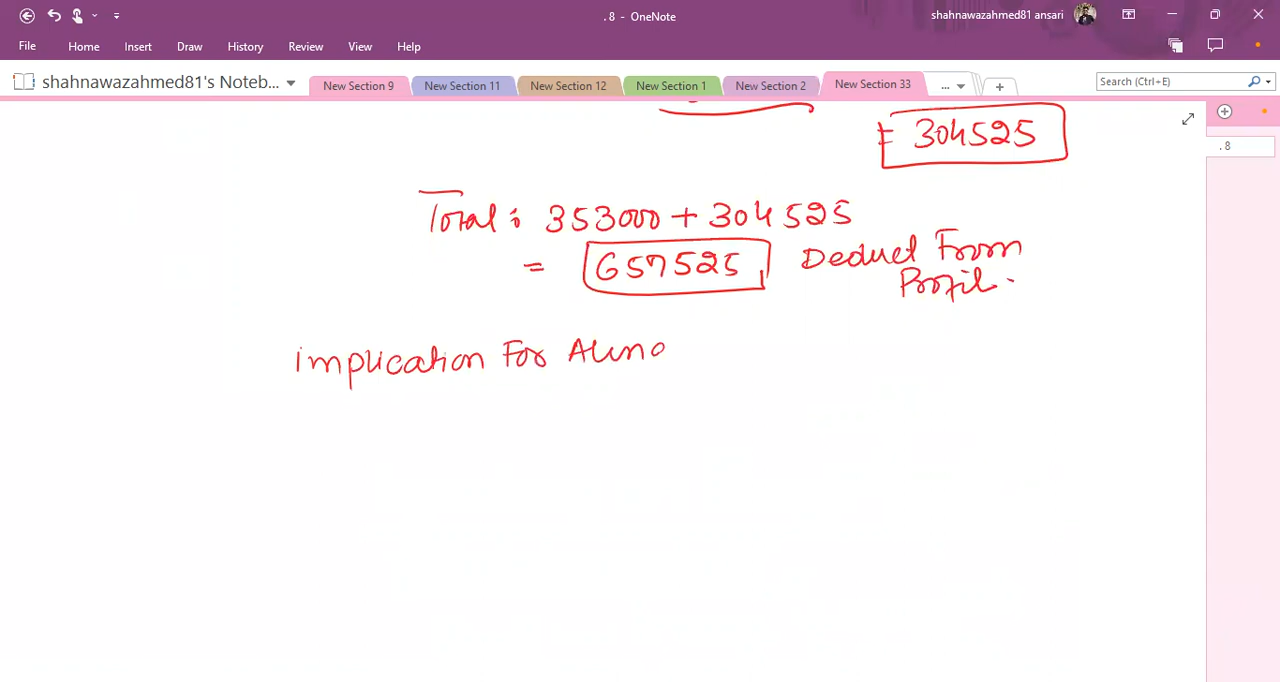 . 8 - OneNote
shahnawazahmed81 ansari
File Home Insert Draw History Review View Help
shahnawazahmed81's Noteb...
New Section 9
New Section 11
New Section 12
New Section 1
New Section 2
New Section 33
...
Search (Ctrl+E)
. 8
= 304525
Total : 353000 + 304525
= 657525 Deduct From
Profit.
implication For